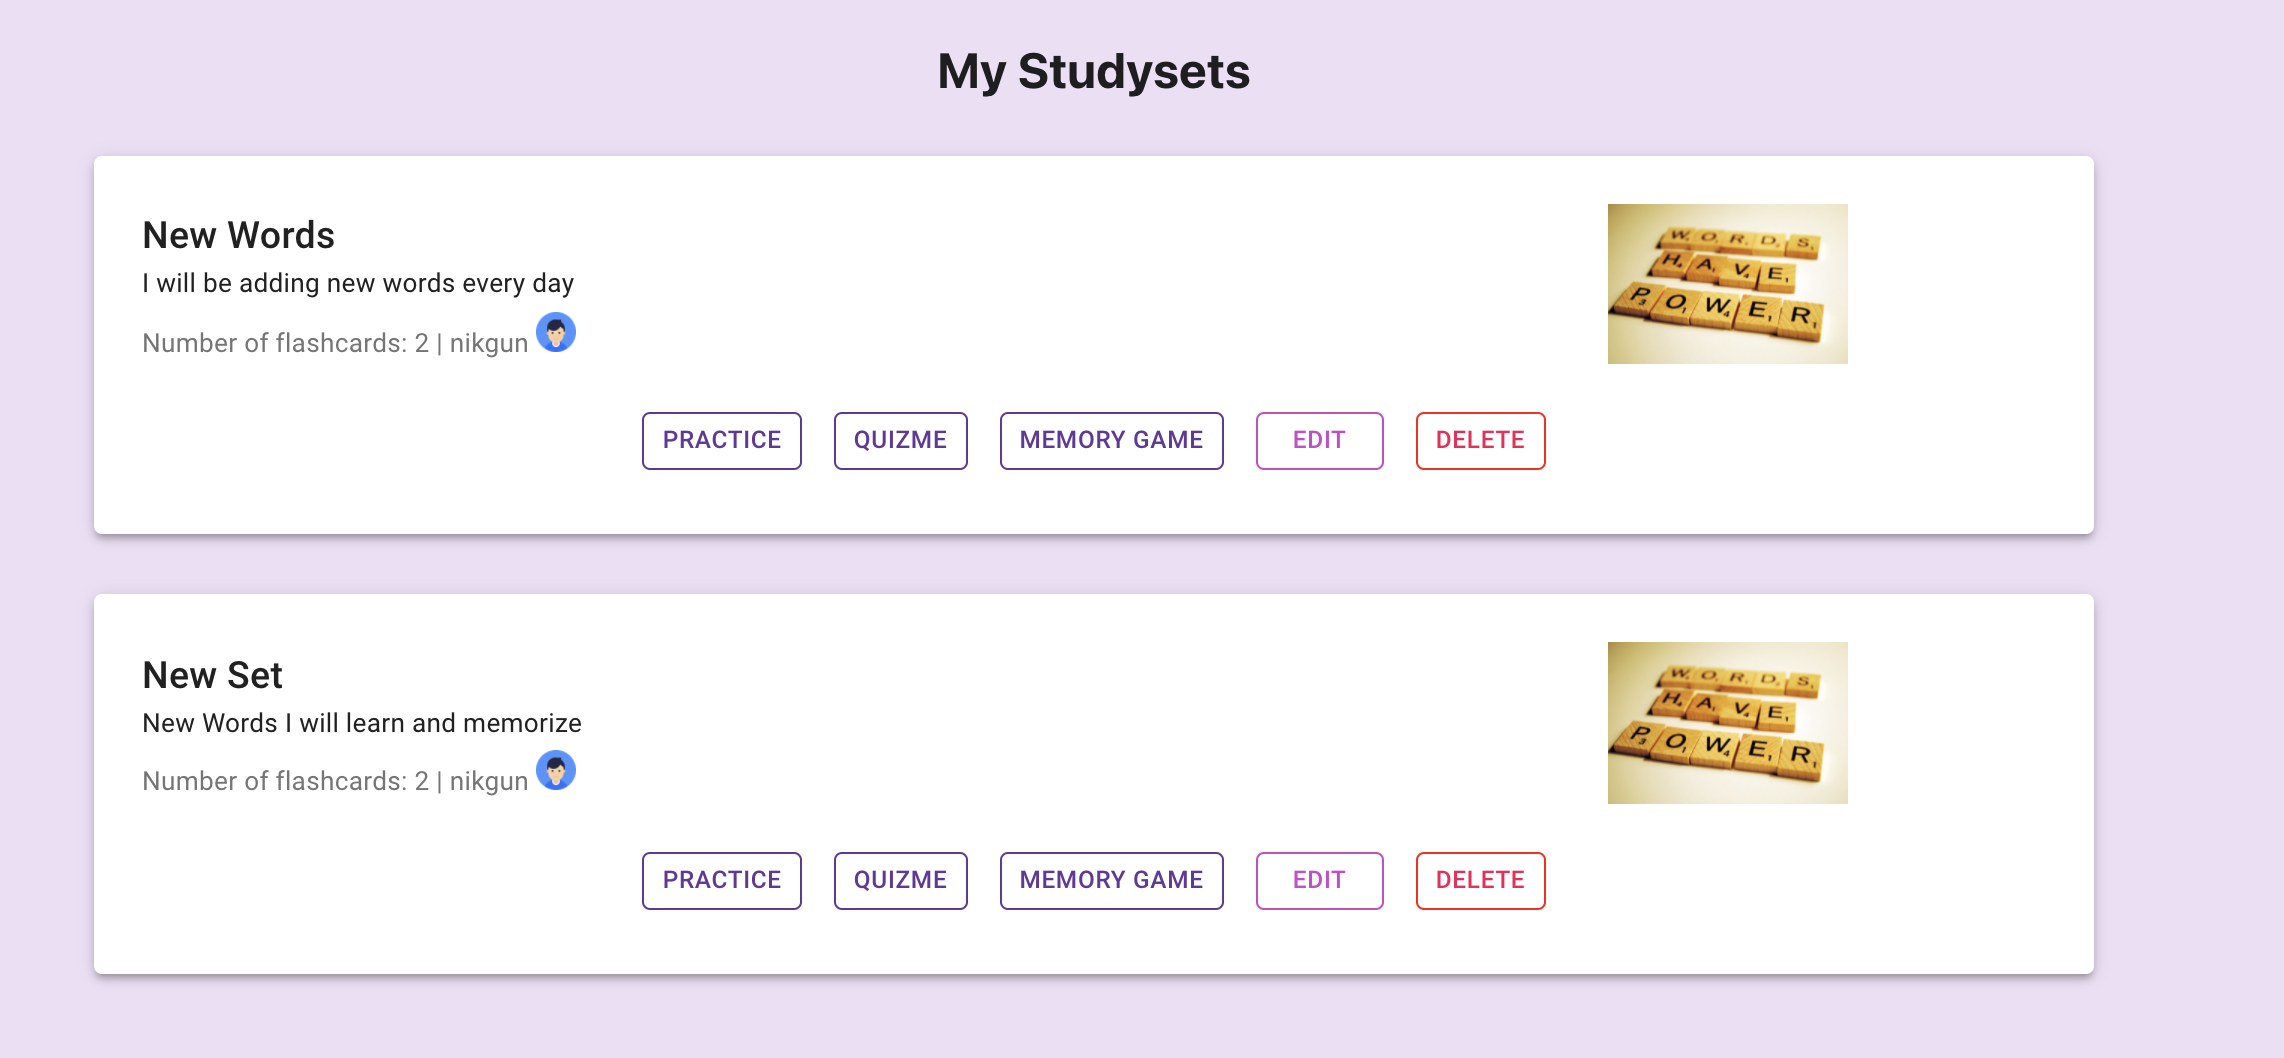 My Studysets
New Words
I will be adding new words every day
Number of flashcards: 2 | nikgun
WORDS
HAVE
POWER
PRACTICE QUIZME MEMORY GAME EDIT DELETE
New Set
New Words I will learn and memorize
Number of flashcards: 2 | nikgun
WORDS
HAVE
POWER
PRACTICE QUIZME MEMORY GAME EDIT DELETE